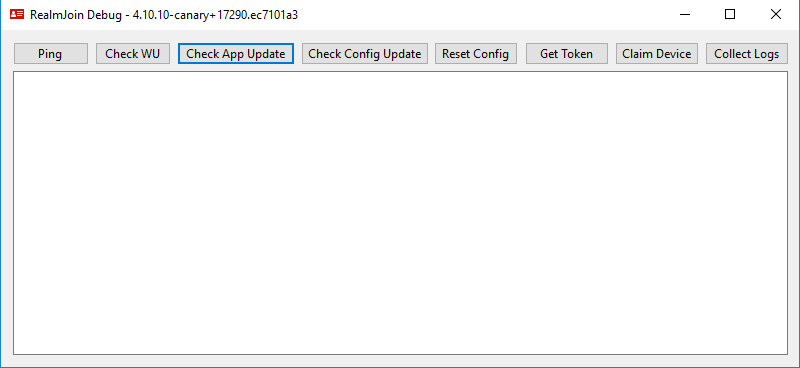 RealmJoin Debug - 4.10.10-canary+17290.ec7101a3
Ping Check WU Check App Update Check Config Update Reset Config Get Token Claim Device Collect Logs